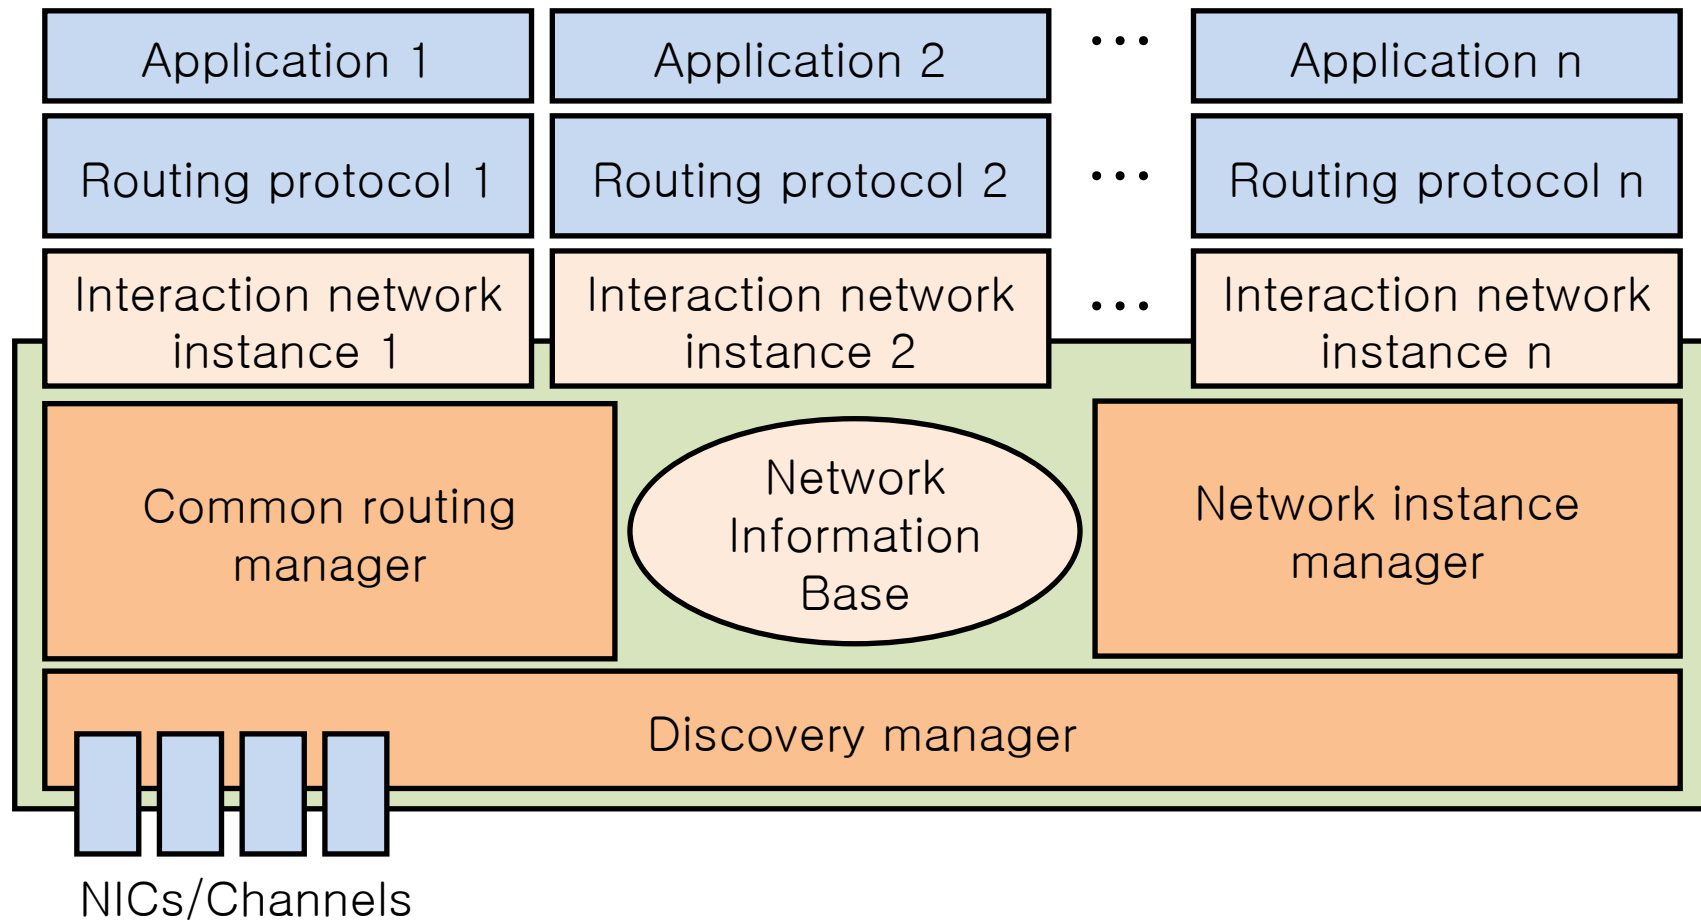 Application 1
Application 2
...
Application n
Routing protocol 1
Routing protocol 2
...
Routing protocol n
Interaction network
instance 1
Interaction network
instance 2
...
Interaction network
instance n
Common routing
manager
Network
Information
Base
Network instance
manager
Discovery manager
NICs/Channels